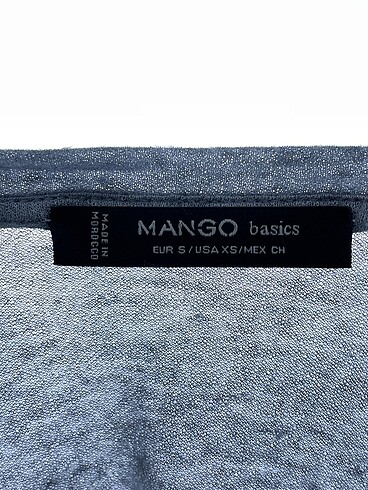 MADE IN
MOROCCO
MANGO basics
EUR S / USA XS/MEX CH